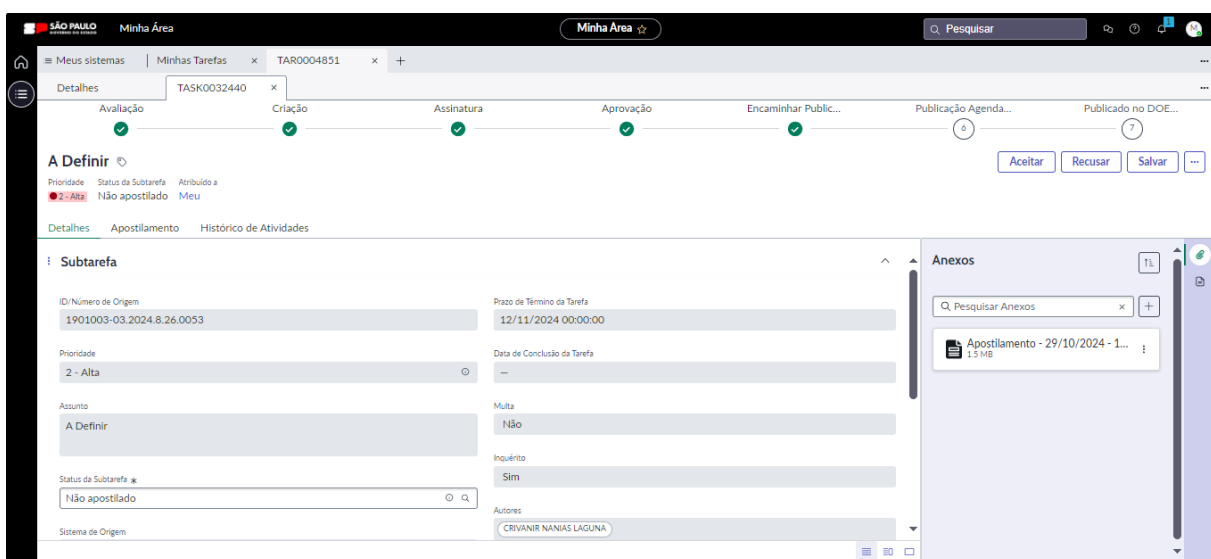 SÃO PAULO
GOVERNO DO ESTADO
Minha Área
Minha Área
Pesquisar
1
M
Meus sistemas
Minhas Tarefas
TAR0004851
Detalhes
TASK0032440
Avaliação
Criação
Assinatura
Aprovação
Encaminhar Public...
Publicação Agenda...
Publicado no DOE...
6
7
A Definir
Aceitar
Recusar
Salvar
Prioridade
Status da Subtarefa
Atribuído a
2 - Alta
Não apostilado
Meu
Detalhes
Apostilamento
Histórico de Atividades
Subtarefa
ID/Número de Origem
1901003-03.2024.8.26.0053
Prioridade
2 - Alta
Assunto
A Definir
Status da Subtarefa *
Não apostilado
Sistema de Origem
Prazo de Término da Tarefa
12/11/2024 00:00:00
Data de Conclusão da Tarefa
—
Multa
Não
Inquérito
Sim
Autores
CRIVANIR NANIAS LAGUNA
Anexos
Pesquisar Anexos
Apostilamento - 29/10/2024 - 1...
1.5 MB